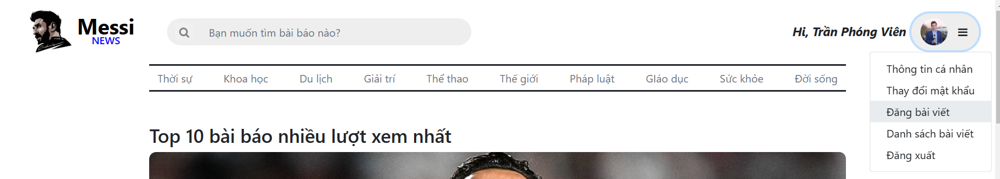 Messi
NEWS
Bạn muốn tìm bài báo nào?
Hi, Trần Phóng Viên
Thông tin cá nhân
Thay đổi mật khẩu
Đăng bài viết
Danh sách bài viết
Đăng xuất
Thời sự Khoa học Du lịch Giải trí Thể thao Thế giới Pháp luật GIáo dục Sức khỏe Đời sống
Top 10 bài báo nhiều lượt xem nhất